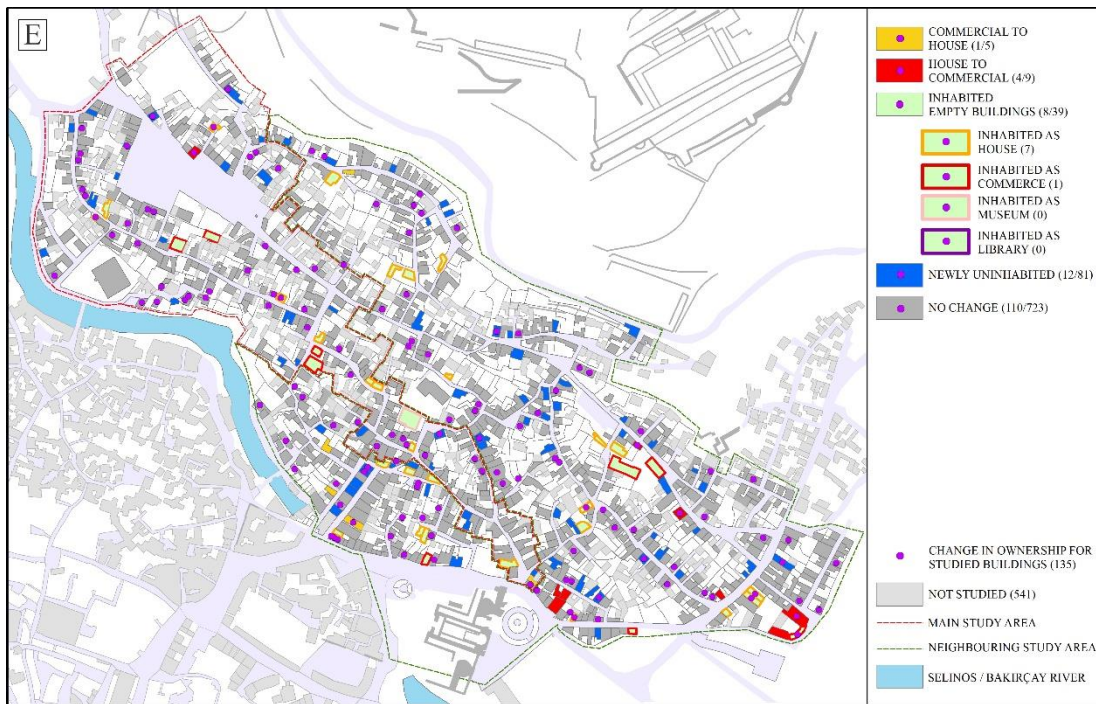 E
COMMERCIAL TO
HOUSE (1/5)
HOUSE TO
COMMERCIAL (4/9)
INHABITED
EMPTY BUILDINGS (8/39)
INHABITED AS
HOUSE (7)
INHABITED AS
COMMERCE (1)
INHABITED AS
MUSEUM (0)
INHABITED AS
LIBRARY (0)
NEWLY UNINHABITED (12/81)
NO CHANGE (110/723)
CHANGE IN OWNERSHIP FOR
STUDIED BUILDINGS (135)
NOT STUDIED (541)
MAIN STUDY AREA
NEIGHBOURING STUDY AREA
SELINOS / BAKIRÇAY RIVER